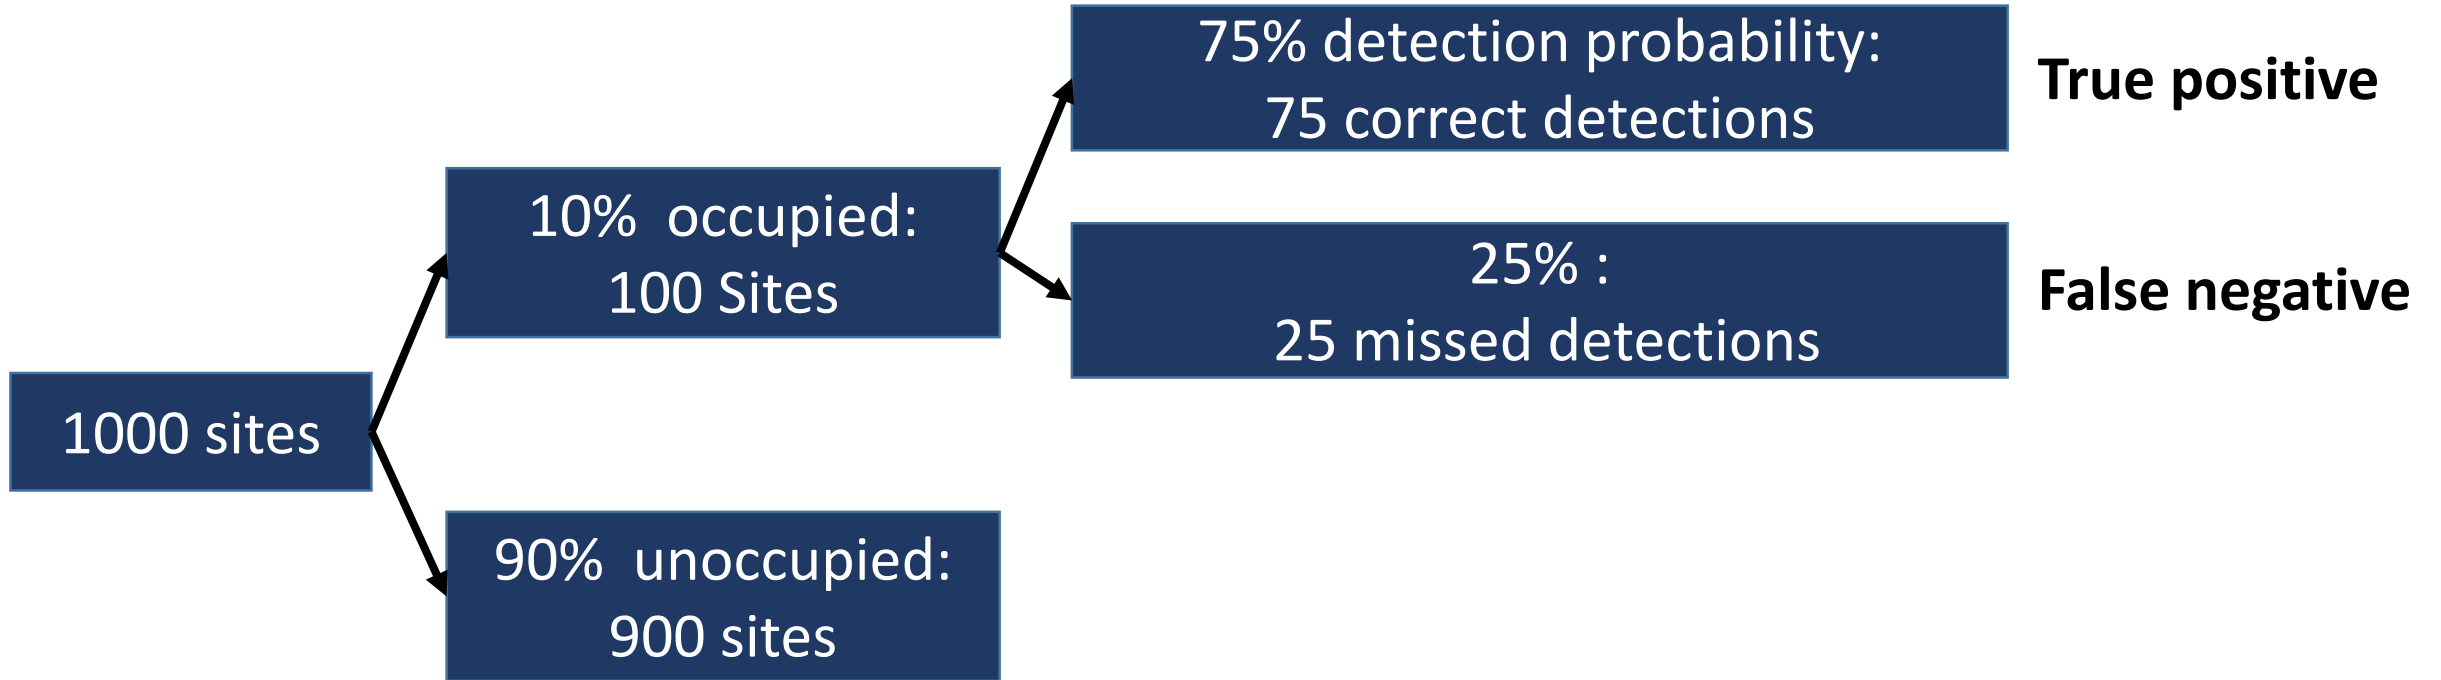 75% detection probability:
75 correct detections
True positive
10%  occupied:
100 Sites
25% :
25 missed detections
False negative
1000 sites
90%  unoccupied:
900 sites